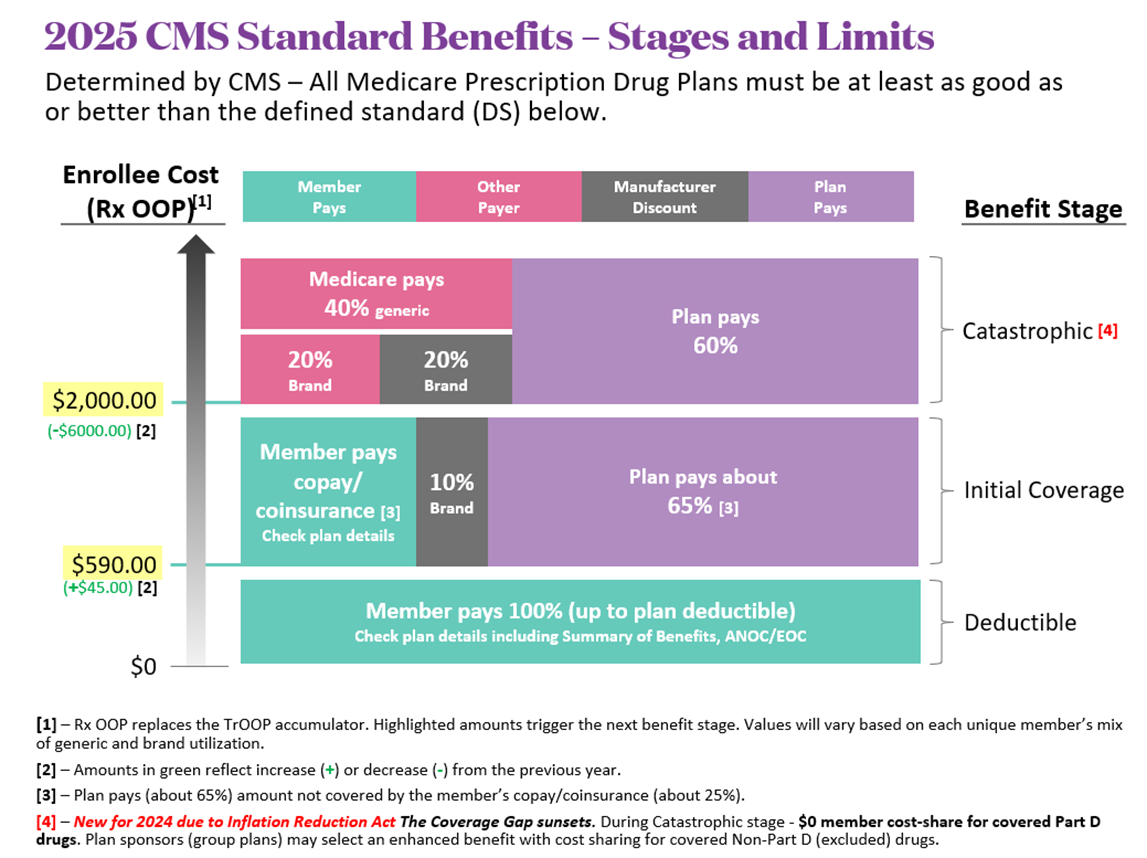 2025 CMS Standard Benefits – Stages and Limits
Determined by CMS – All Medicare Prescription Drug Plans must be at least as good as
or better than the defined standard (DS) below.
Enrollee Cost
(Rx OOP)[1]
Member
Pays
Other
Payer
Manufacturer
Discount
Plan
Pays
Benefit Stage
Medicare pays
40% generic
20%
Brand
20%
Brand
Plan pays
60%
Catastrophic [4]
$2,000.00
(-$6000.00) [2]
Member pays
copay/
coinsurance [3]
Check plan details
10%
Brand
Plan pays about
65% [3]
Initial Coverage
$590.00
(+$45.00) [2]
Member pays 100% (up to plan deductible)
Check plan details including Summary of Benefits, ANOC/EOC
Deductible
$0
[1] – Rx OOP replaces the TrOOP accumulator. Highlighted amounts trigger the next benefit stage. Values will vary based on each unique member’s mix
of generic and brand utilization.
[2] – Amounts in green reflect increase (+) or decrease (-) from the previous year.
[3] – Plan pays (about 65%) amount not covered by the member’s copay/coinsurance (about 25%).
[4] – New for 2024 due to Inflation Reduction Act The Coverage Gap sunsets. During Catastrophic stage - $0 member cost-share for covered Part D
drugs. Plan sponsors (group plans) may select an enhanced benefit with cost sharing for covered Non-Part D (excluded) drugs.